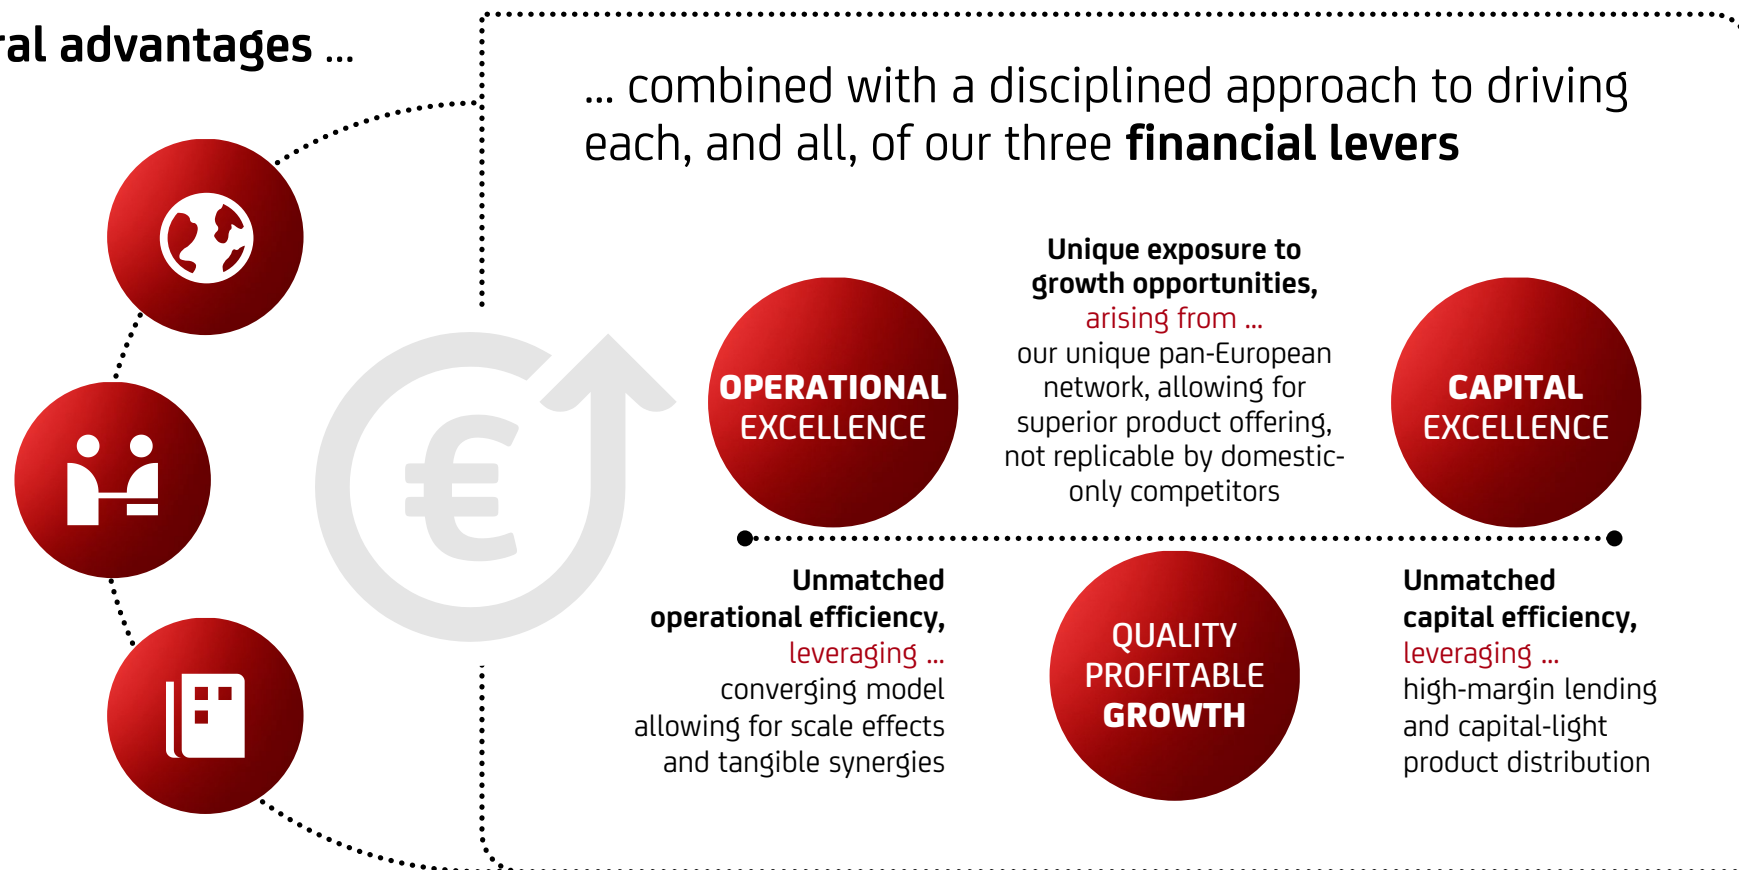 ral advantages ...
... combined with a disciplined approach to driving
each, and all, of our three financial levers
OPERATIONAL
EXCELLENCE
Unique exposure to
growth opportunities,
arising from ...
our unique pan-European
network, allowing for
superior product offering,
not replicable by domestic-
only competitors
CAPITAL
EXCELLENCE
€
Unmatched
operational efficiency,
leveraging ...
converging model
allowing for scale effects
and tangible synergies
QUALITY
PROFITABLE
GROWTH
Unmatched
capital efficiency,
leveraging ...
high-margin lending
and capital-light
product distribution